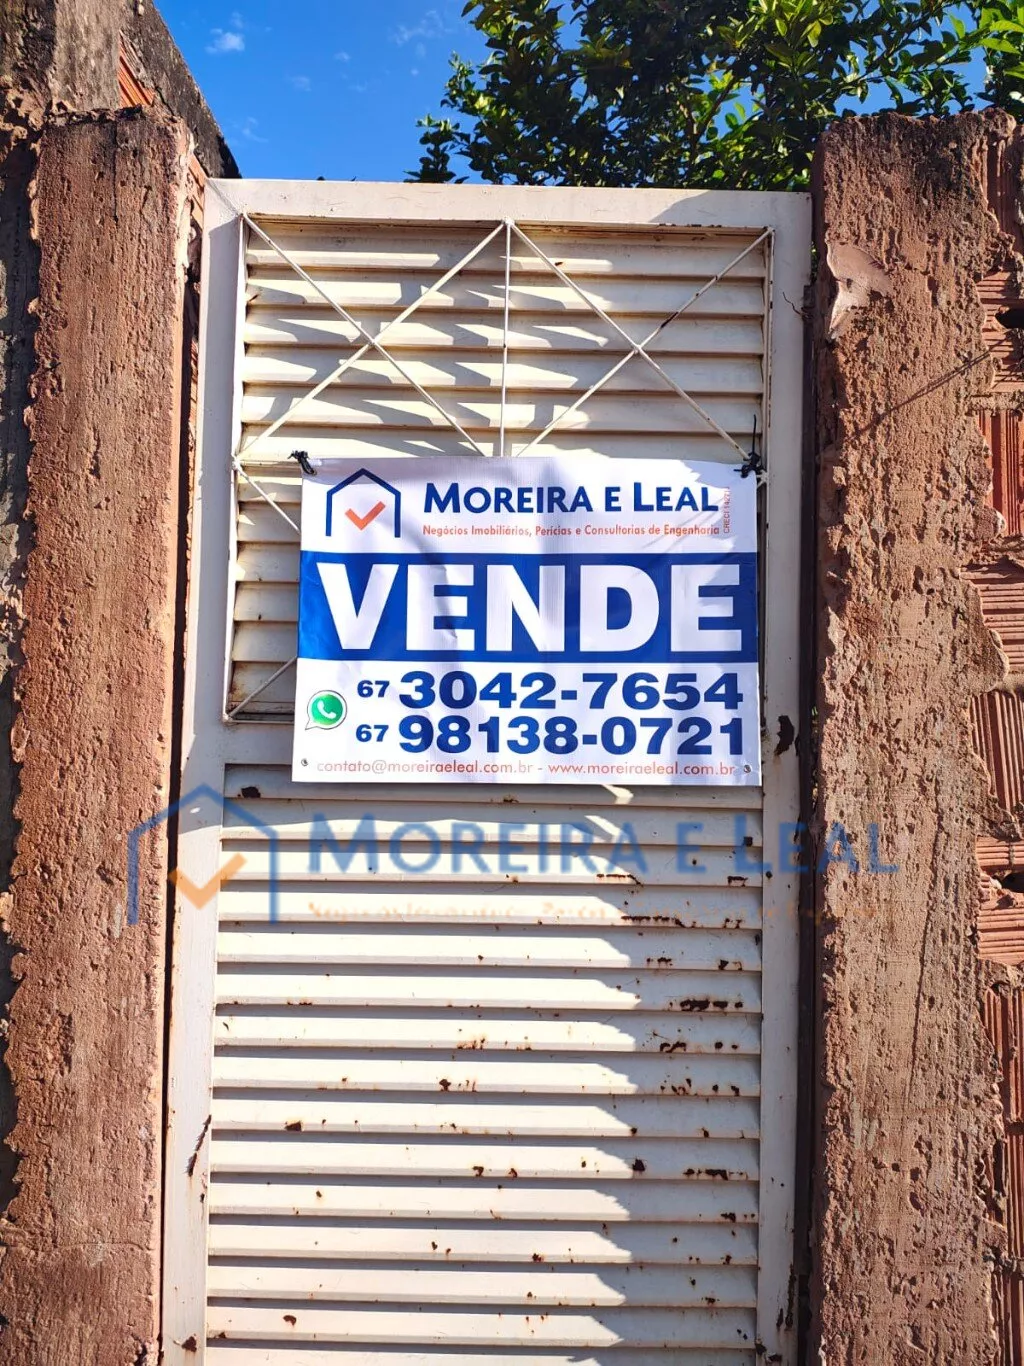 MOREIRA E LEAL
Negócios Imobiliários, Perícias e Consultorias de Engenharia
VENDE
67 3042-7654
67 98138-0721
contato@moreiraeleal.com.br - www.moreiraeleal.com.br
MOREIRA E LEAL